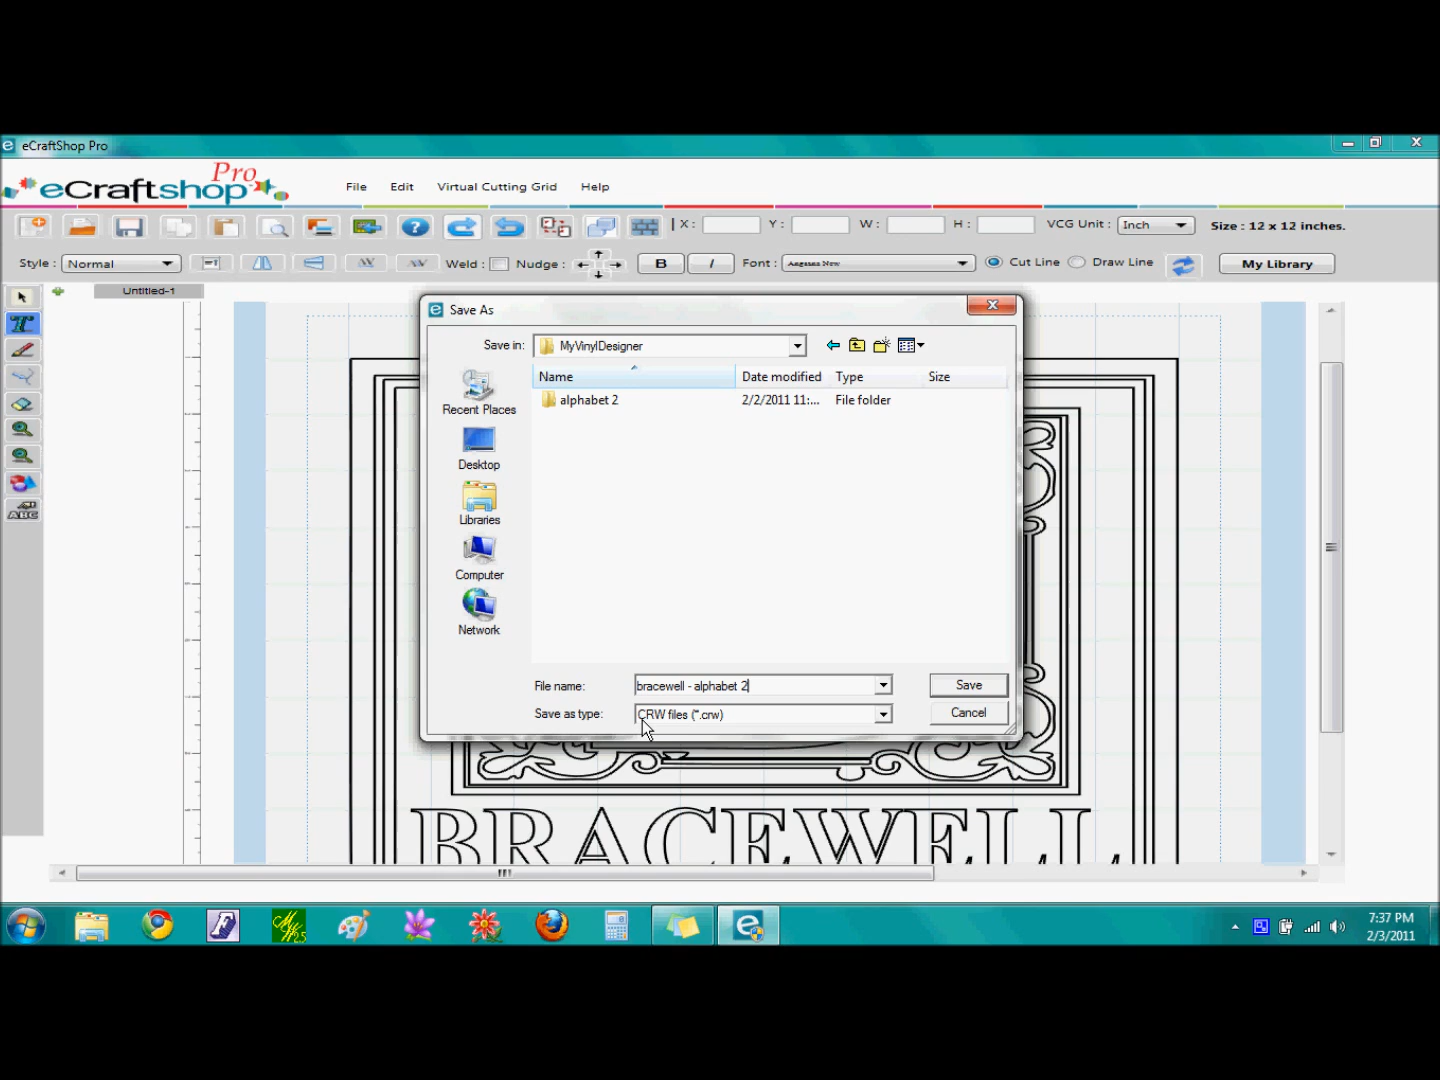 eCraftShop Pro
Pro
eCraftshop
File Edit Virtual Cutting Grid Help
X : Y : W : H : VCG Unit : Inch Size : 12 x 12 inches.
Style : Normal Weld : Nudge : B I Font : Angsana New Cut Line Draw Line My Library
Untitled-1
T
ABC
Save As
Save in: MyVinylDesigner
Name Date modified Type Size
alphabet 2 2/2/2011 11:... File folder
Recent Places
Desktop
Libraries
Computer
Network
File name: bracewell - alphabet 2 Save
Save as type: CRW files (*.crw) Cancel
BRACEWELL
7:37 PM
2/3/2011